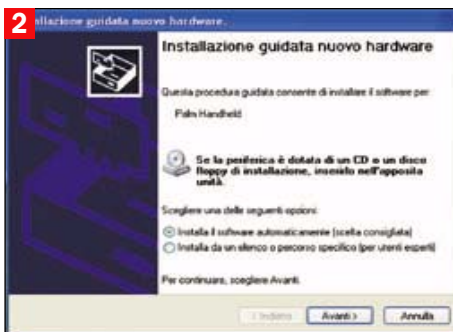 2
Installazione guidata nuovo hardware.
Installazione guidata nuovo hardware
Questa procedura guidata consente di installare il software per:
Palm Handheld
Se la periferica è dotata di un CD o un disco
floppy di installazione, inserirlo nell'apposita
unità.
Scegliere una delle seguenti opzioni:
Installa il software automaticamente (scelta consigliata)
Installa da un elenco o percorso specifico (per utenti esperti)
Per continuare, scegliere Avanti.
< Indietro Avanti > Annulla